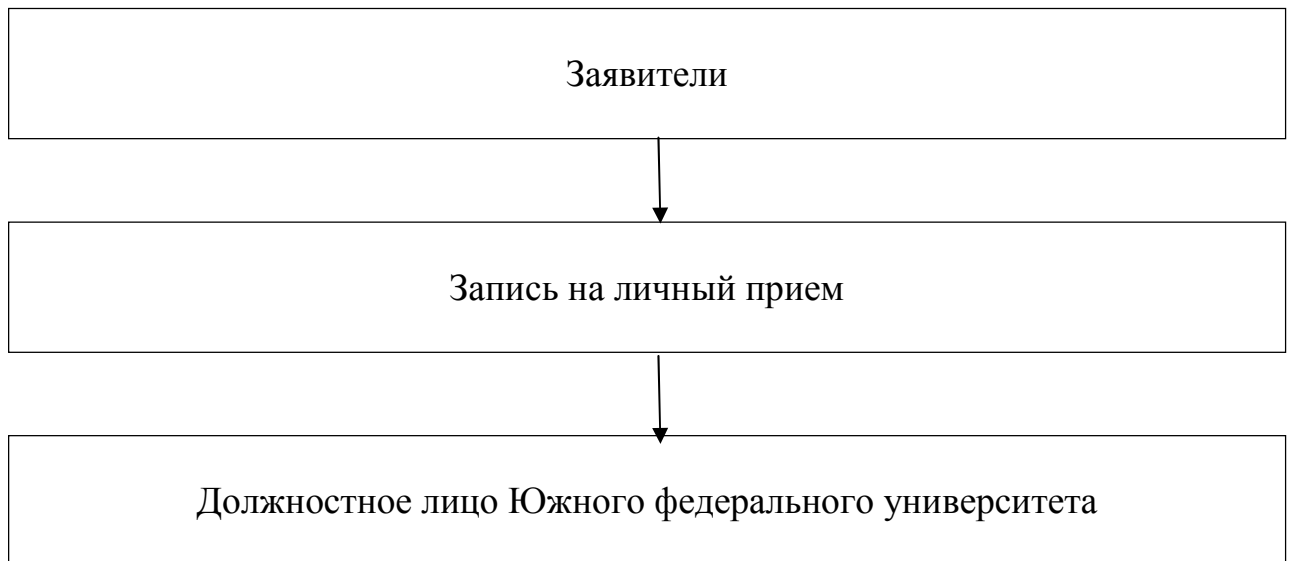 Заявители
Запись на личный прием
Должностное лицо Южного федерального университета